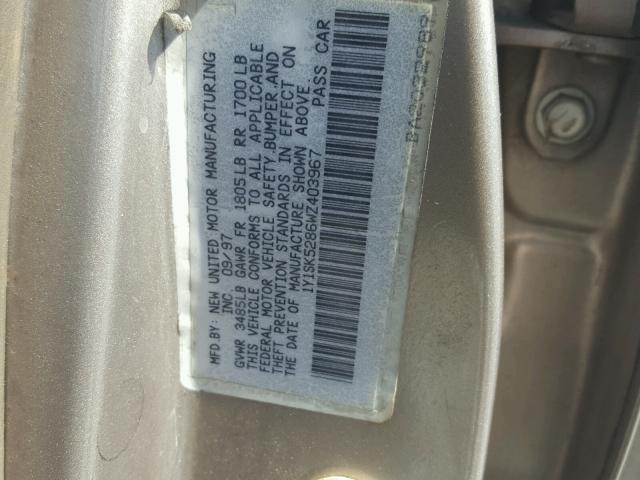 MFD.BY: NEW UNITED MOTOR MANUFACTURING
INC 09/97
GVWR 3485LB GAWR FR 1805LB RR 1700LB
THIS VEHICLE CONFORMS TO ALL APPLICABLE
FEDERAL MOTOR VEHICLE SAFETY,BUMPER,AND
THEFT PREVENTION STANDARDS IN EFFECT ON
THE DATE OF MANUFACTURE SHOWN ABOVE.
1Y1SK5286WZ403967 PASS CAR